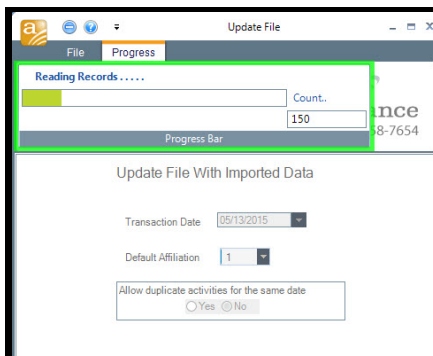 a
Update File
File Progress
Reading Records . . . . .
Count..
150
nance
58-7654
Progress Bar
Update File With Imported Data
Transaction Date 05/13/2015
Default Affiliation 1
Allow duplicate activities for the same date
Yes No